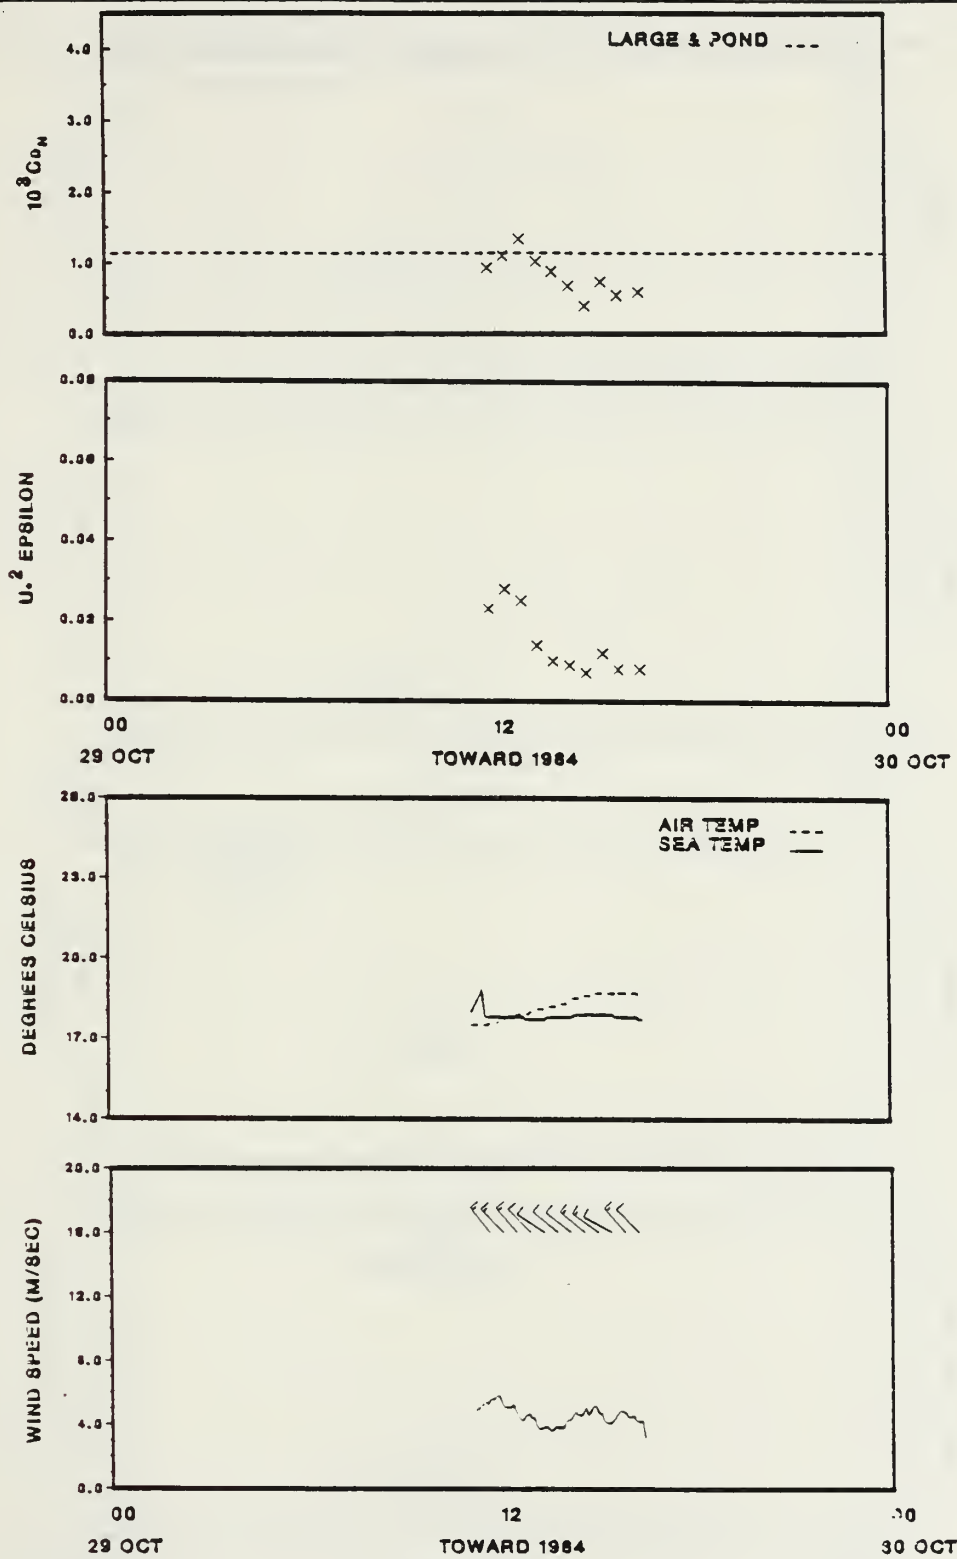 LARGE & POND ---
4.0
3.0
2.0
1.0
0.0
10³C_DN
0.08
0.06
0.04
0.02
0.00
U*² EPSILON
00 12 00
29 OCT TOWARD 1984 30 OCT
AIR TEMP ---
SEA TEMP —
26.0
23.0
20.0
17.0
14.0
DEGREES CELSIUS
20.0
16.0
12.0
8.0
4.0
0.0
WIND SPEED (M/SEC)
00 12 00
29 OCT TOWARD 1984 30 OCT